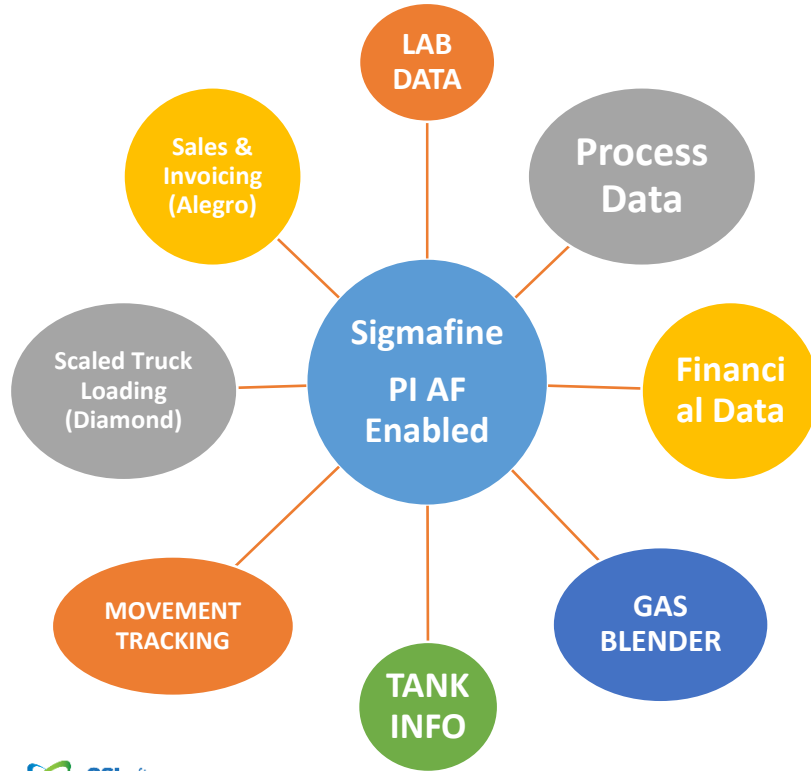 LAB
DATA
Process
Data
Sales &
Invoicing
(Alegro)
Sigmafine
PI AF
Enabled
Scaled Truck
Loading
(Diamond)
Financi
al Data
MOVEMENT
TRACKING
GAS
BLENDER
TANK
INFO